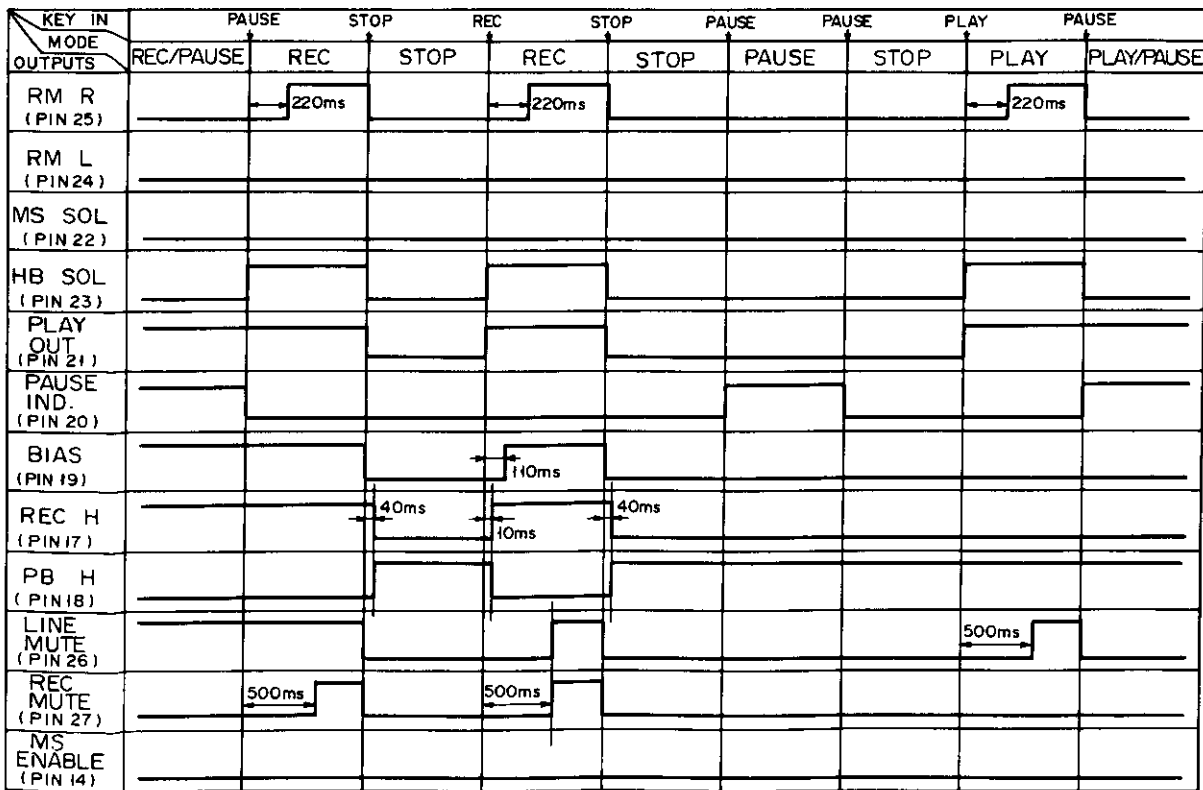 KEY IN PAUSE STOP REC STOP PAUSE PAUSE PLAY PAUSE
MODE
OUTPUTS REC/PAUSE REC STOP REC STOP PAUSE STOP PLAY PLAY/PAUSE
RM R
220ms 220ms 220ms
(PIN 25)
RM L
(PIN24)
MS SOL
(PIN 22)
HB SOL
(PIN 23)
PLAY
OUT
(PIN 21)
PAUSE
IND.
(PIN 20)
BIAS
110ms
(PIN 19)
REC H
40ms 40ms
10ms
(PIN17)
PB H
(PIN18)
LINE
MUTE
500ms
(PIN 26)
REC
MUTE
500ms 500ms
(PIN 27)
MS
ENABLE
(PIN 14)